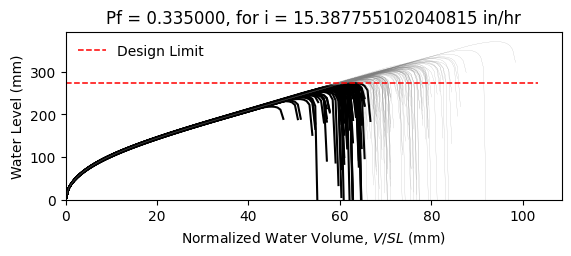 Pf = 0.335000, for i = 15.387755102040815 in/hr
Design Limit
Water Level (mm)
300
200
100
0
0 20 40 60 80 100
Normalized Water Volume, V/SL (mm)